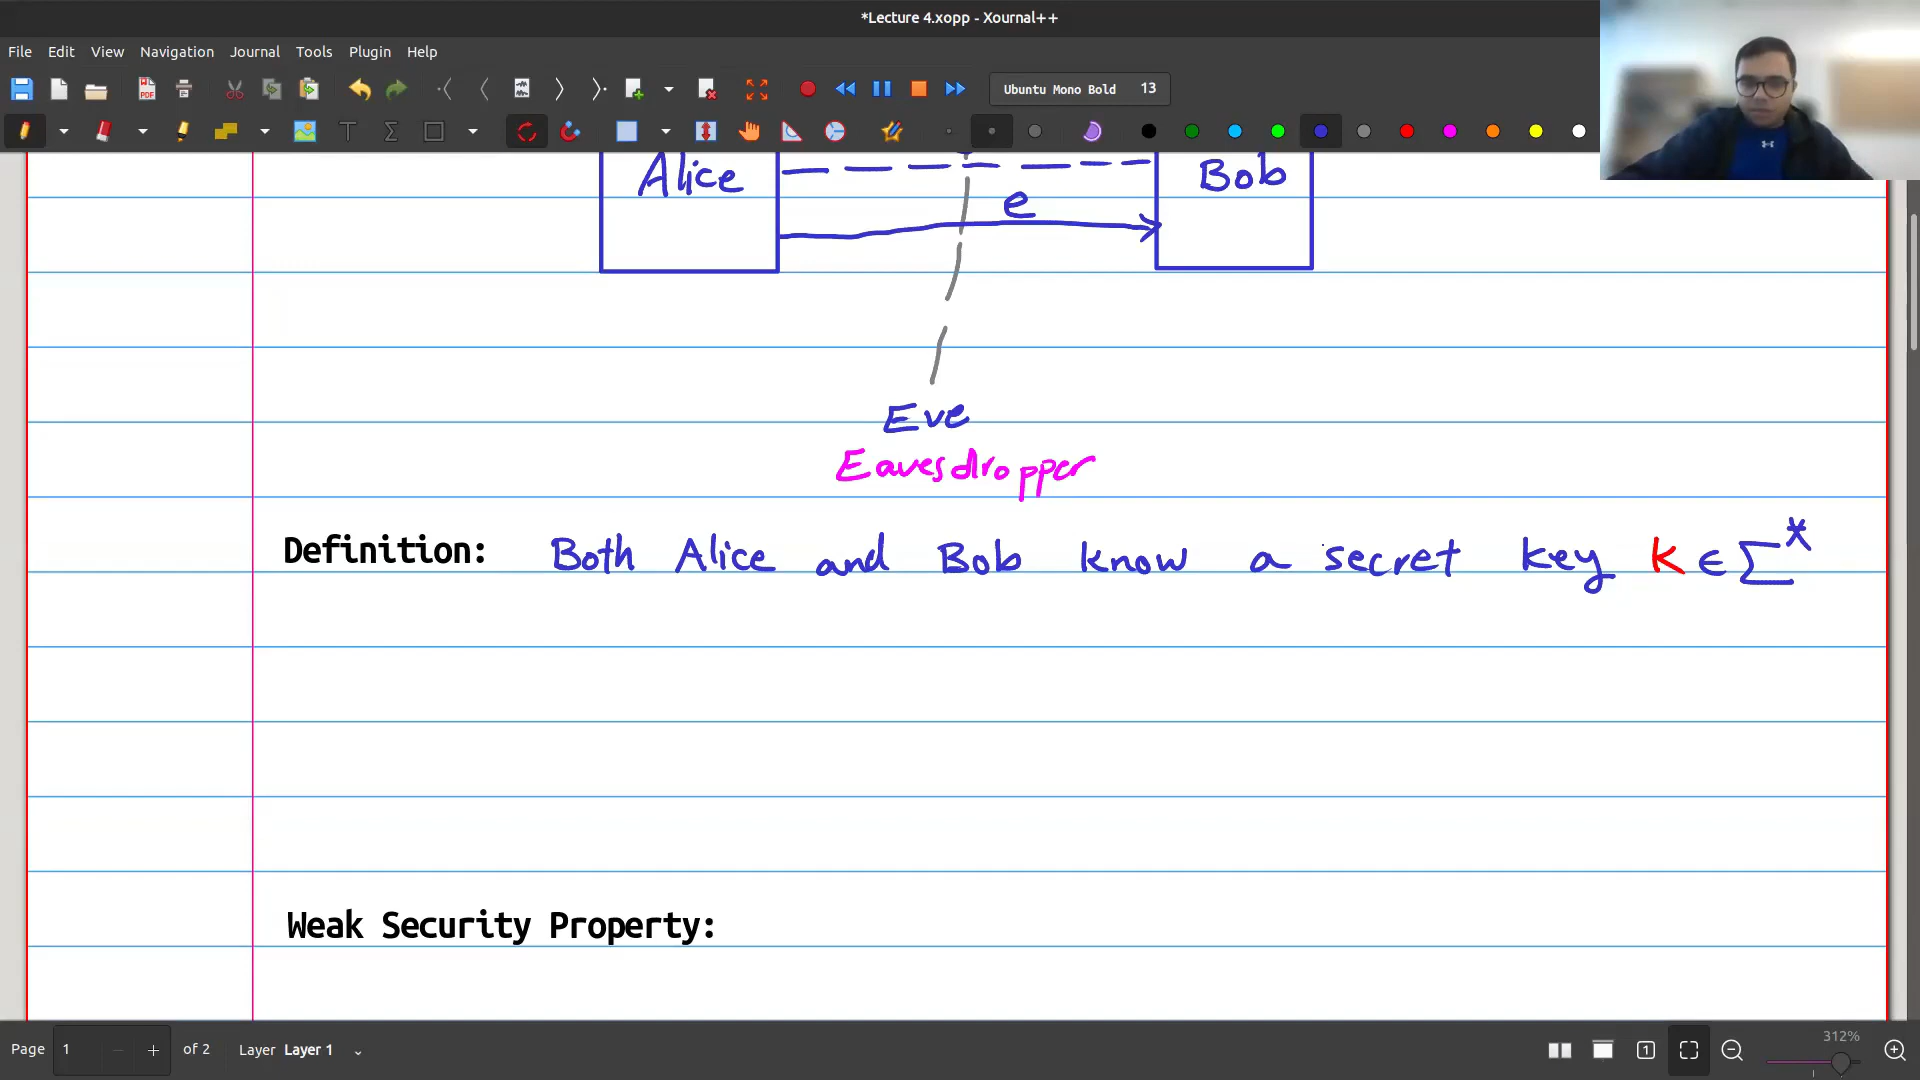 *Lecture 4.xopp - Xournal++
File Edit View Navigation Journal Tools Plugin Help
Ubuntu Mono Bold 13
Alice Bob
e
Eve
Eavesdropper
Definition: Both Alice and Bob know a secret key K ∈ Σ*
Weak Security Property:
312%
Page 1 of 2 Layer Layer 1